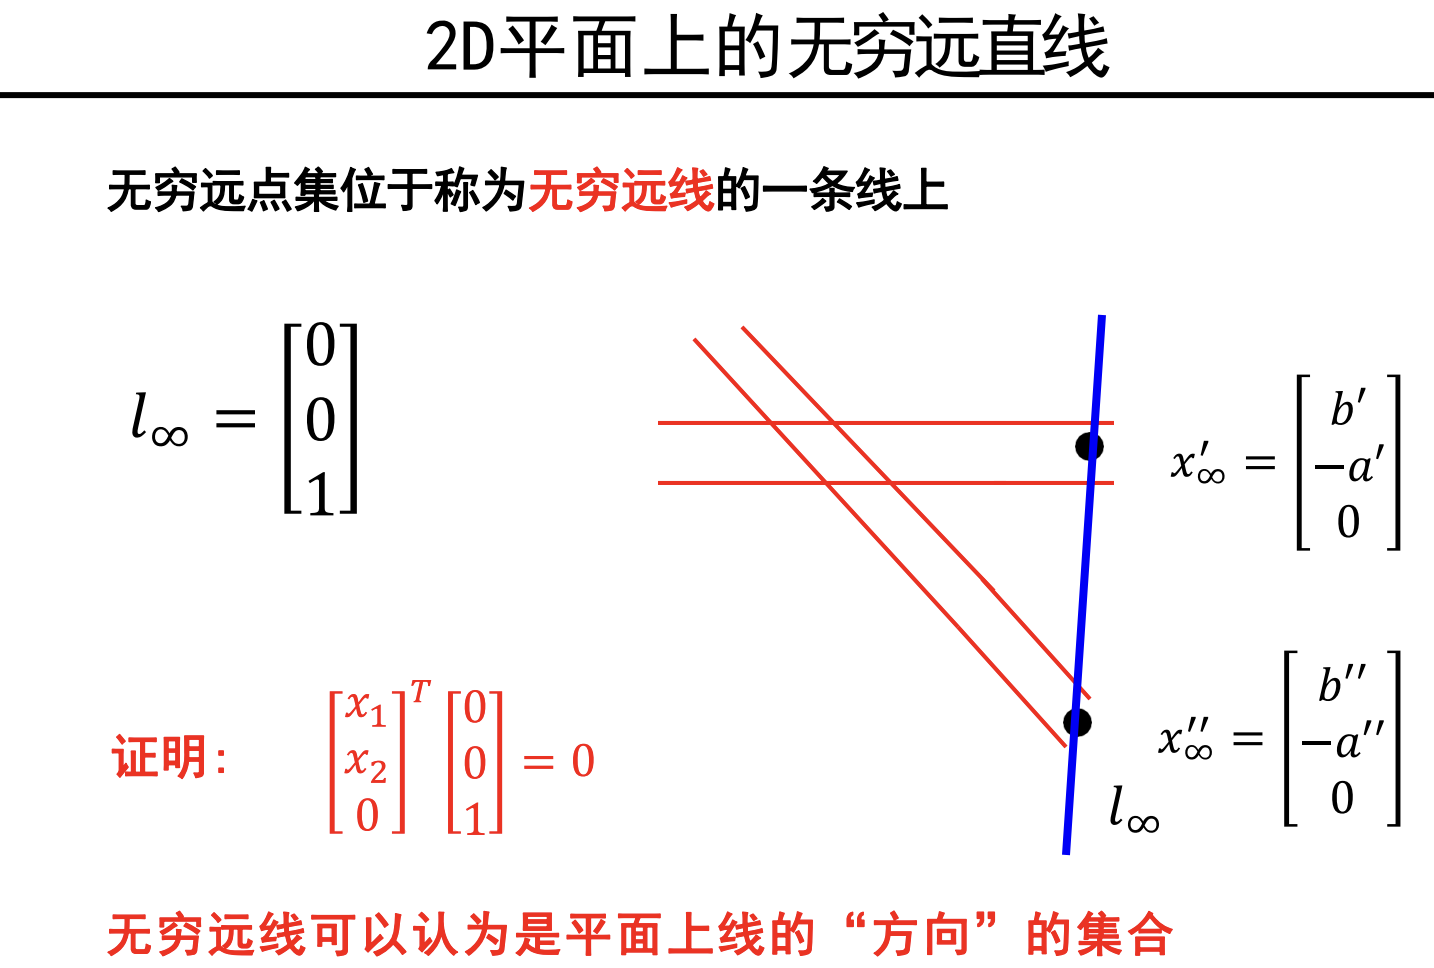 2D平面上的无穷远直线
无穷远点集位于称为无穷远线的一条线上
l∞ = [0 0 1]
x′∞ = [b′ −a′ 0]
x″∞ = [b″ −a″ 0]
l∞
证明: [x₁ x₂ 0]ᵀ [0 0 1] = 0
无穷远线可以认为是平面上线的“方向”的集合